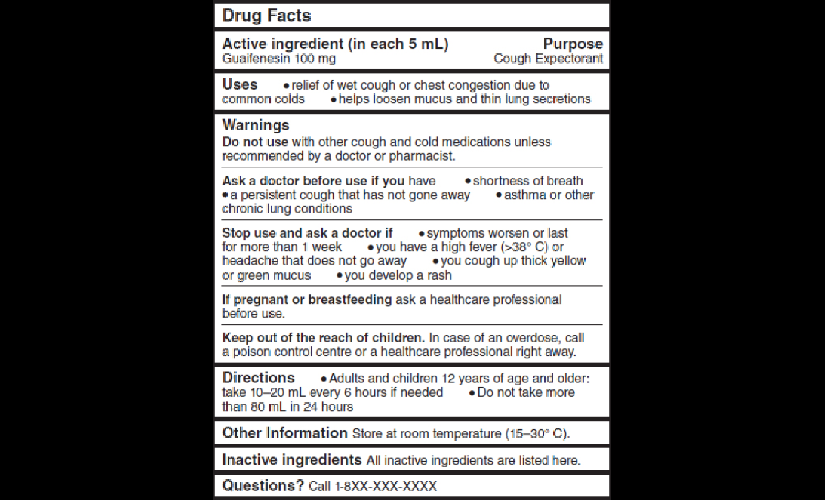 Drug Facts
Active ingredient (in each 5 mL) Purpose
Guaifenesin 100 mg Cough Expectorant
Uses •relief of wet cough or chest congestion due to
common colds •helps loosen mucus and thin lung secretions
Warnings
Do not use with other cough and cold medications unless
recommended by a doctor or pharmacist.
Ask a doctor before use if you have •shortness of breath
•a persistent cough that has not gone away •asthma or other
chronic lung conditions
Stop use and ask a doctor if •symptoms worsen or last
for more than 1 week •you have a high fever (>38° C) or
headache that does not go away •you cough up thick yellow
or green mucus •you develop a rash
If pregnant or breastfeeding ask a healthcare professional
before use.
Keep out of the reach of children. In case of an overdose, call
a poison control centre or a healthcare professional right away.
Directions •Adults and children 12 years of age and older:
take 10–20 mL every 6 hours if needed •Do not take more
than 80 mL in 24 hours
Other Information Store at room temperature (15–30° C).
Inactive ingredients All inactive ingredients are listed here.
Questions? Call 1-8XX-XXX-XXXX